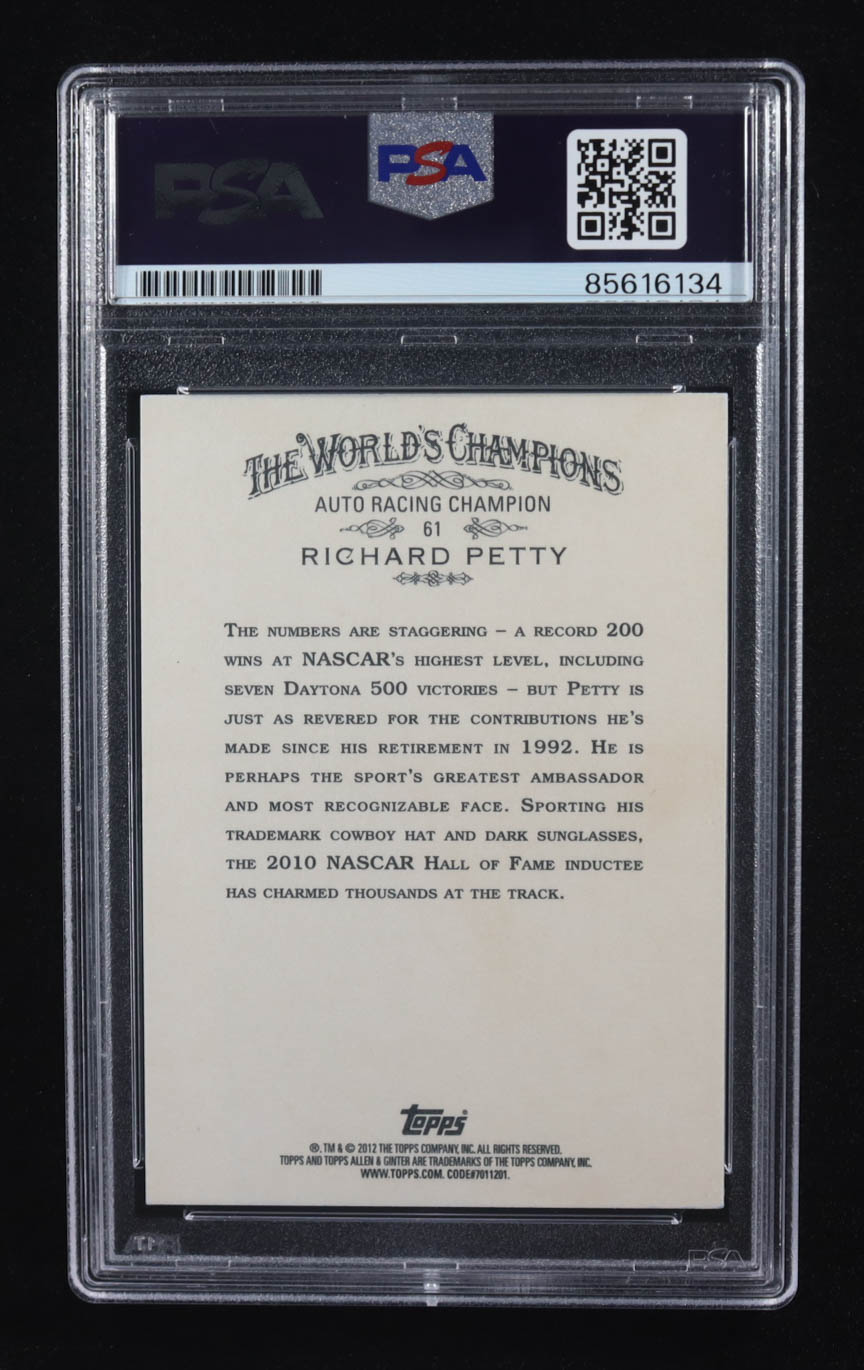 PSA PSA
85616134
THE WORLD'S CHAMPIONS
AUTO RACING CHAMPION
61
RICHARD PETTY
THE NUMBERS ARE STAGGERING – A RECORD 200
WINS AT NASCAR'S HIGHEST LEVEL, INCLUDING
SEVEN DAYTONA 500 VICTORIES – BUT PETTY IS
JUST AS REVERED FOR THE CONTRIBUTIONS HE'S
MADE SINCE HIS RETIREMENT IN 1992. HE IS
PERHAPS THE SPORT'S GREATEST AMBASSADOR
AND MOST RECOGNIZABLE FACE. SPORTING HIS
TRADEMARK COWBOY HAT AND DARK SUNGLASSES,
THE 2010 NASCAR HALL OF FAME INDUCTEE
HAS CHARMED THOUSANDS AT THE TRACK.
Topps
®, TM & © 2012 THE TOPPS COMPANY, INC. ALL RIGHTS RESERVED.
TOPPS AND TOPPS ALLEN & GINTER ARE TRADEMARKS OF THE TOPPS COMPANY, INC.
WWW.TOPPS.COM. CODE#7011201.
PSA